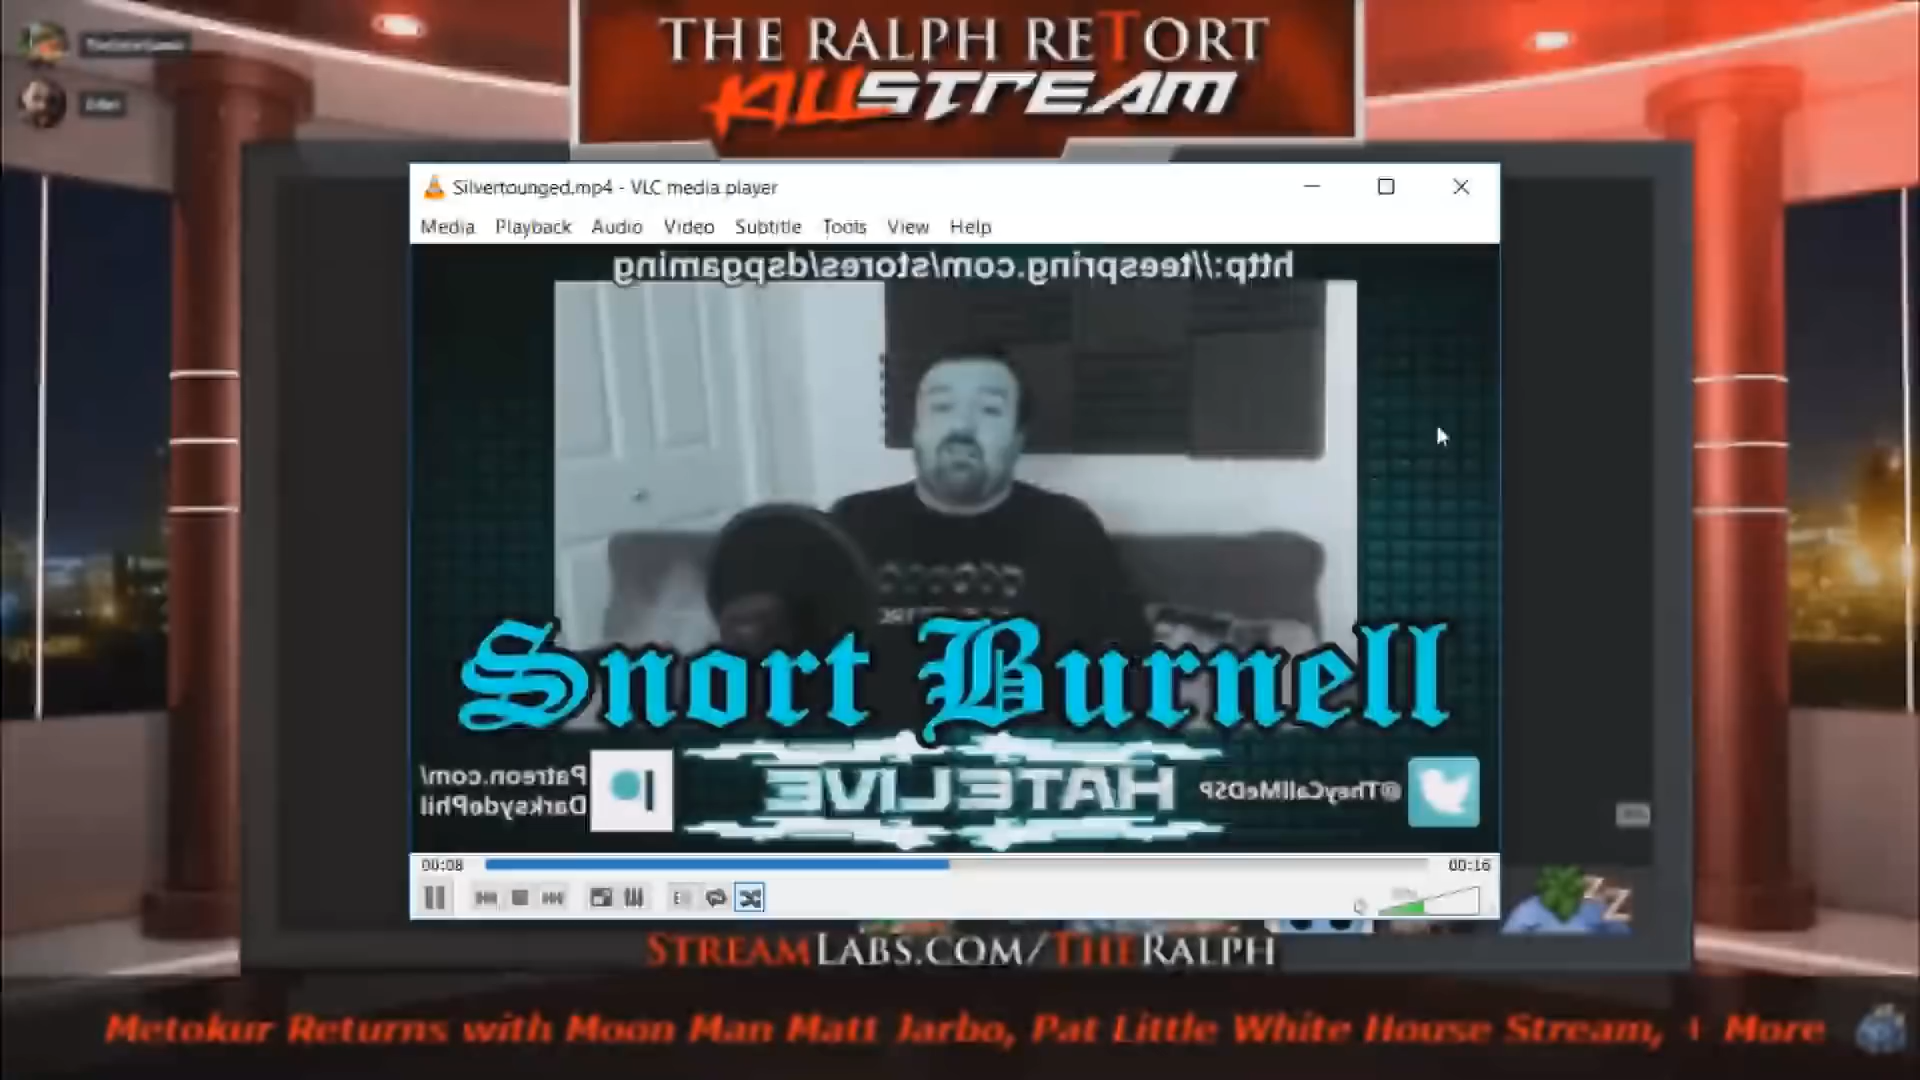 THE RALPH RETORT
KILLSTREAM
Silvertounged.mp4 - VLC media player
Media Playback Audio Video Subtitle Tools View Help
http://teespring.com/stores/dspgaming
Snort Burnell
Patreon.com/
DarksydePhil
HATELIVE
@TheyCallMeDSP
00:08
00:16
STREAMLABS.COM/THERALPH
Metokur Returns with Moon Man Matt Jarbo, Pat Little White House Stream, + More